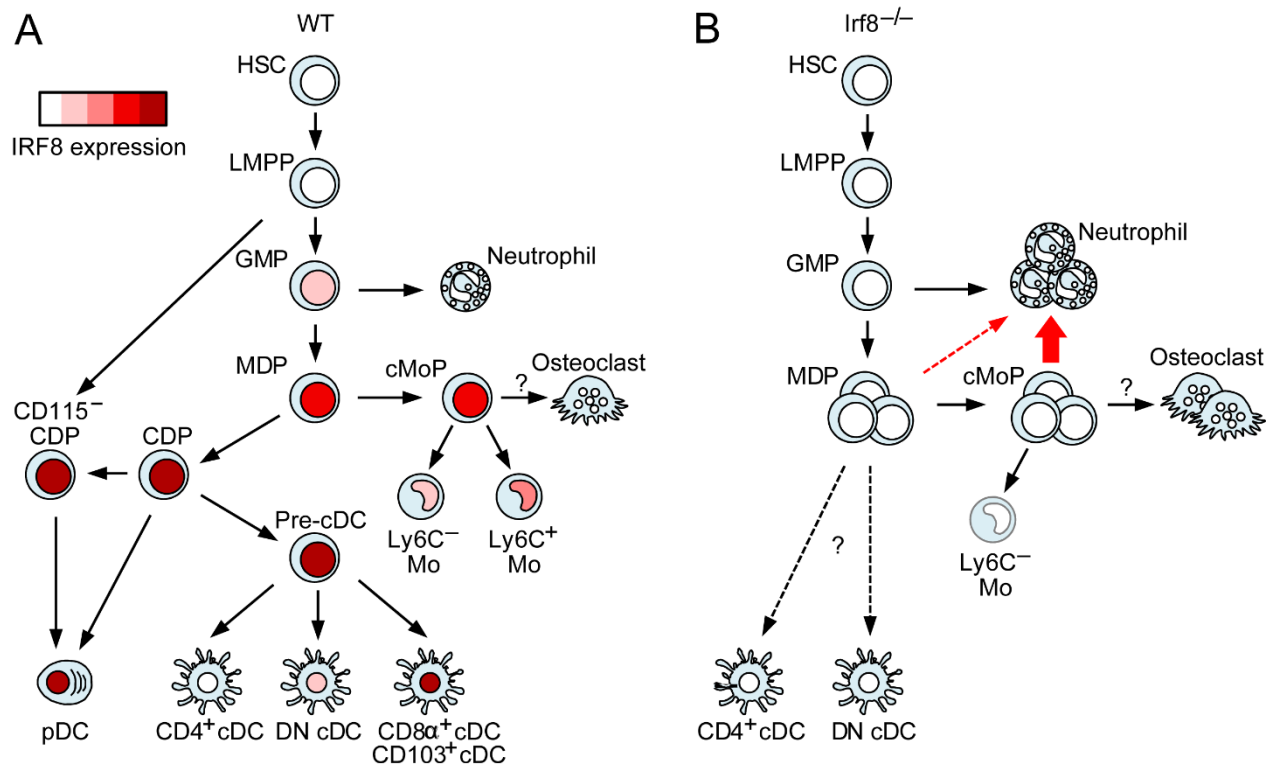 A
WT
HSC
IRF8 expression
LMPP
GMP
Neutrophil
MDP
cMoP
?
Osteoclast
CD115⁻
CDP
CDP
Pre-cDC
Ly6C⁻
Mo
Ly6C⁺
Mo
pDC
CD4⁺cDC
DN cDC
CD8α⁺cDC
CD103⁺cDC
B
Irf8⁻/⁻
HSC
LMPP
GMP
Neutrophil
MDP
cMoP
?
Osteoclast
?
Ly6C⁻
Mo
CD4⁺cDC
DN cDC